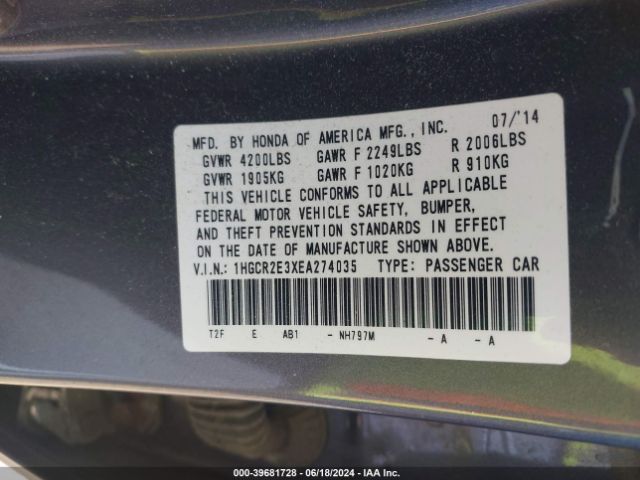 07/'14
MFD. BY HONDA OF AMERICA MFG., INC.
GVWR 4200LBS GAWR F 2249LBS R 2006LBS
GVWR 1905KG GAWR F 1020KG R 910KG
THIS VEHICLE CONFORMS TO ALL APPLICABLE
FEDERAL MOTOR VEHICLE SAFETY, BUMPER,
AND THEFT PREVENTION STANDARDS IN EFFECT
ON THE DATE OF MANUFACTURE SHOWN ABOVE.
V.I.N.: 1HGCR2E3XEA274035 TYPE: PASSENGER CAR
T2F E AB1 - NH797M - A - A
000-39681728 - 06/18/2024 - IAA Inc.